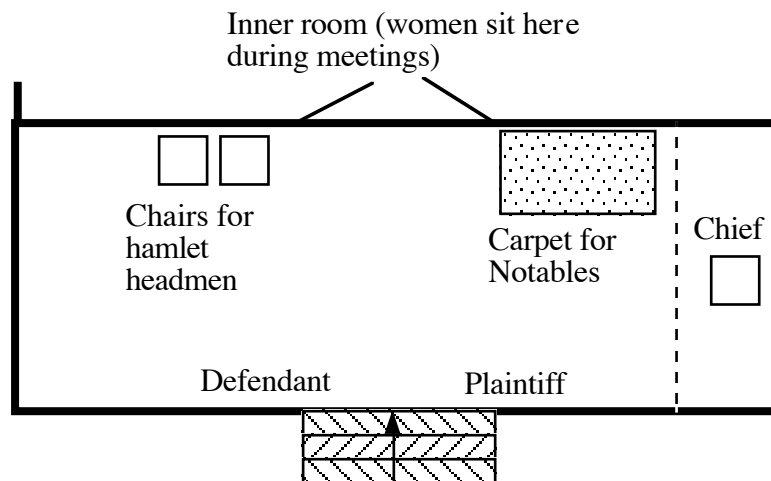 Inner room (women sit here
during meetings)
Chairs for
hamlet
headmen
Carpet for
Notables
Chief
Defendant
Plaintiff